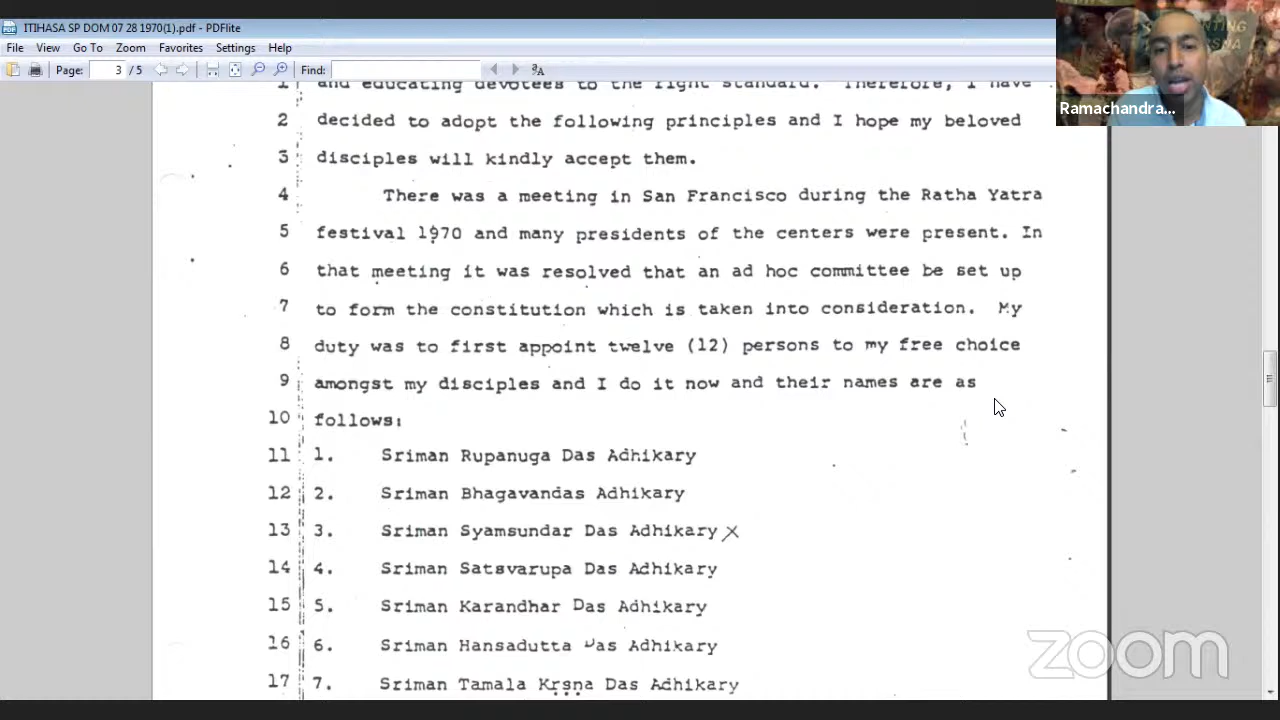 ITIHASA SP DOM 07 28 1970(1).pdf - PDFlite
File View Go To Zoom Favorites Settings Help
Page: 3 / 5 Find:
Ramachandra...
1 and educating devotees to the right standard. Therefore, I have
2 decided to adopt the following principles and I hope my beloved
3 disciples will kindly accept them.
4 There was a meeting in San Francisco during the Ratha Yatra
5 festival 1970 and many presidents of the centers were present. In
6 that meeting it was resolved that an ad hoc committee be set up
7 to form the constitution which is taken into consideration. My
8 duty was to first appoint twelve (12) persons to my free choice
9 amongst my disciples and I do it now and their names are as
10 follows:
11 1. Sriman Rupanuga Das Adhikary
12 2. Sriman Bhagavandas Adhikary
13 3. Sriman Syamsundar Das Adhikary X
14 4. Sriman Satsvarupa Das Adhikary
15 5. Sriman Karandhar Das Adhikary
16 6. Sriman Hansadutta Das Adhikary
17 7. Sriman Tamala Krsna Das Adhikary
zoom